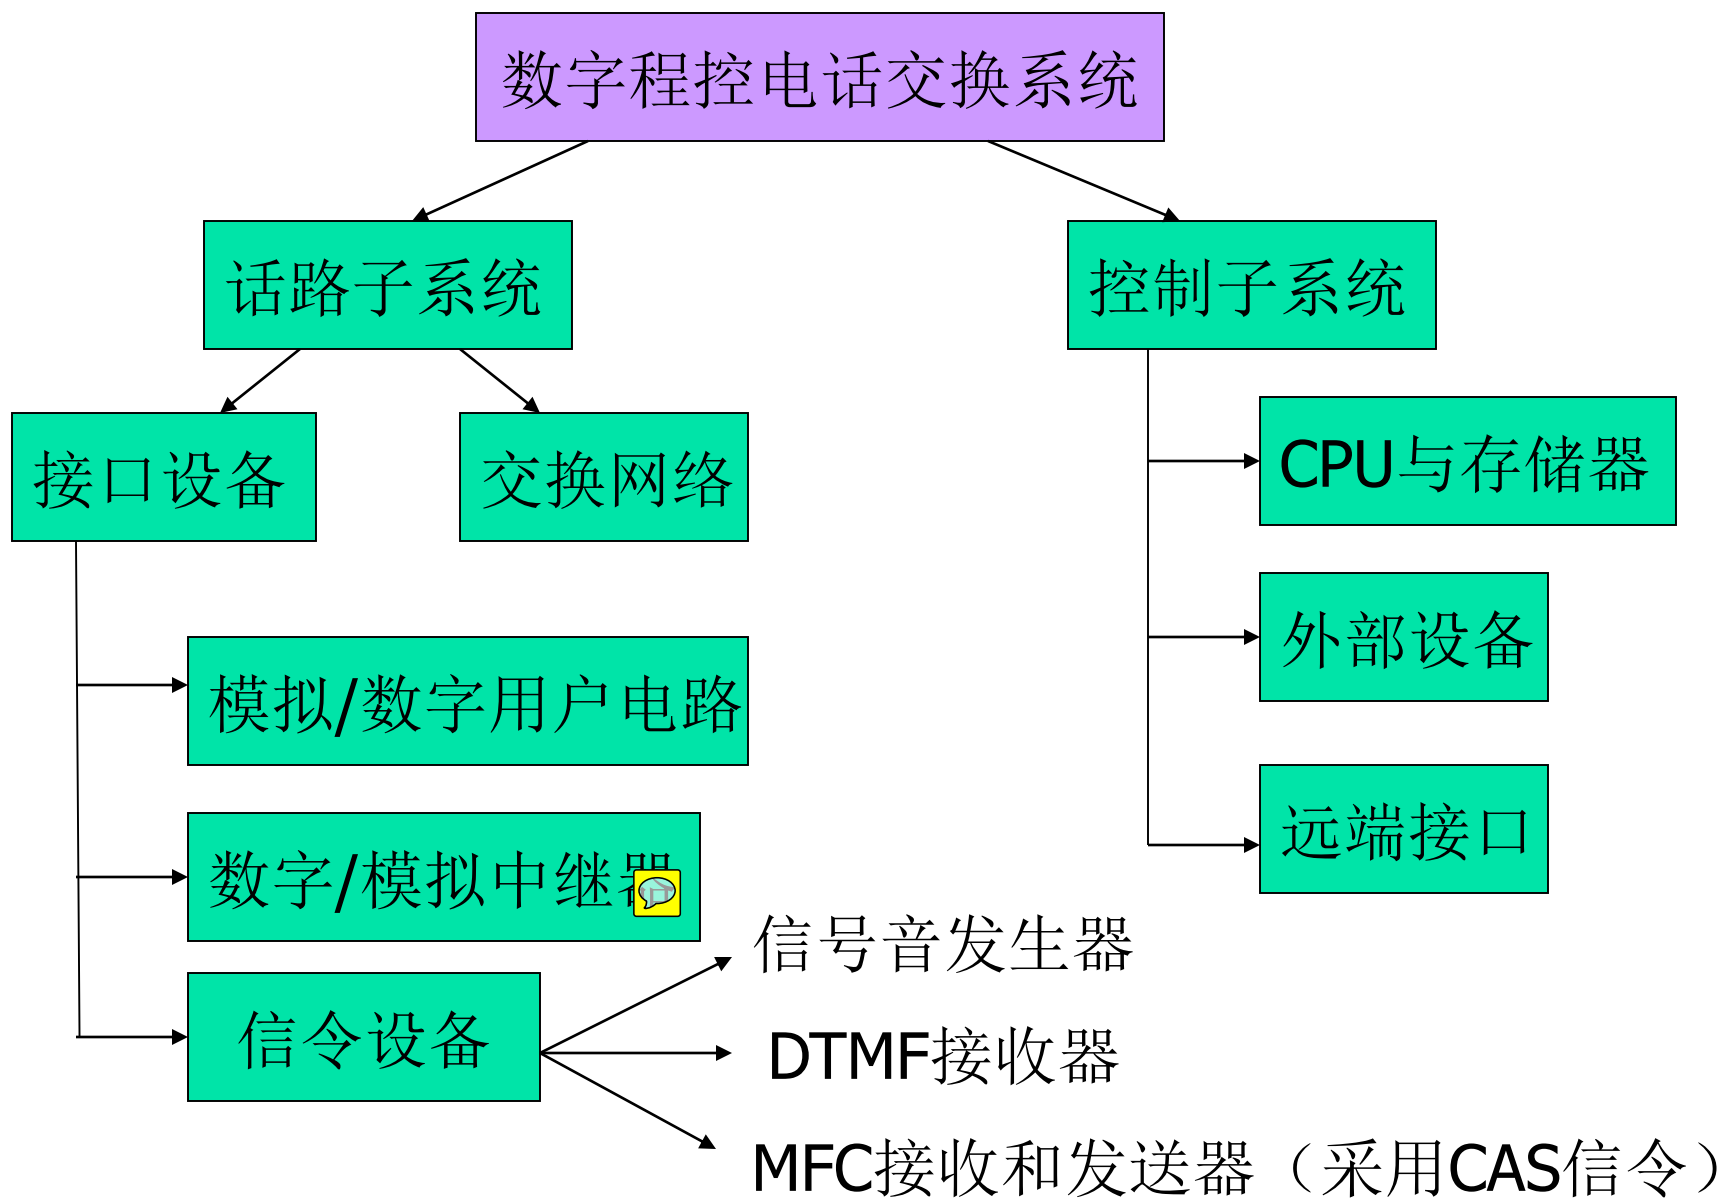 数字程控电话交换系统
话路子系统
控制子系统
接口设备
交换网络
CPU与存储器
外部设备
远端接口
模拟/数字用户电路
数字/模拟中继器
信令设备
信号音发生器
DTMF接收器
MFC接收和发送器（采用CAS信令）